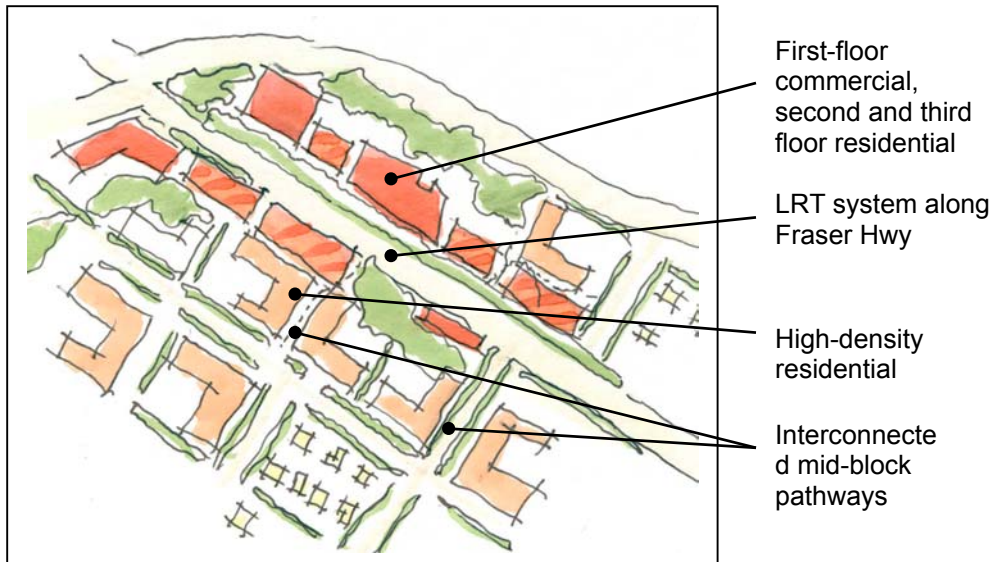 First-floor
commercial,
second and third
floor residential
LRT system along
Fraser Hwy
High-density
residential
Interconnecte
d mid-block
pathways